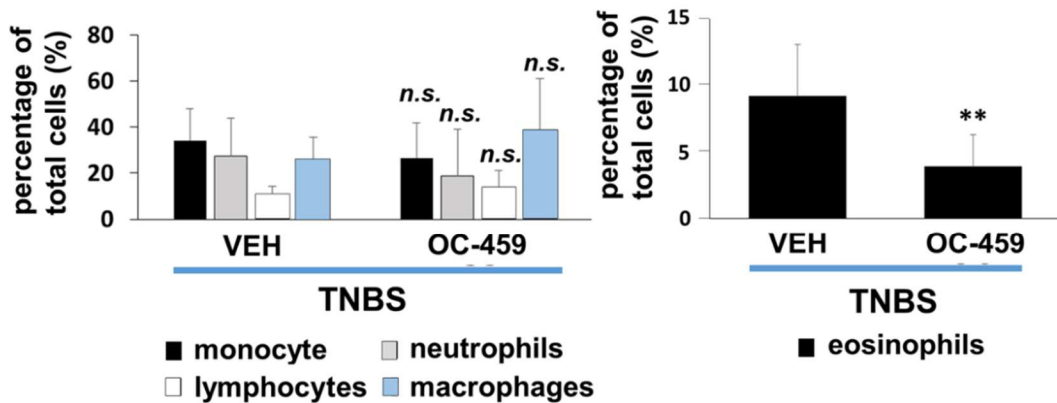 percentage of
total cells (%)
80
60
40
20
0
n.s.
n.s.
n.s.
n.s.
VEH
OC-459
TNBS
monocyte
neutrophils
lymphocytes
macrophages
percentage of
total cells (%)
15
10
5
0
**
VEH
OC-459
TNBS
eosinophils